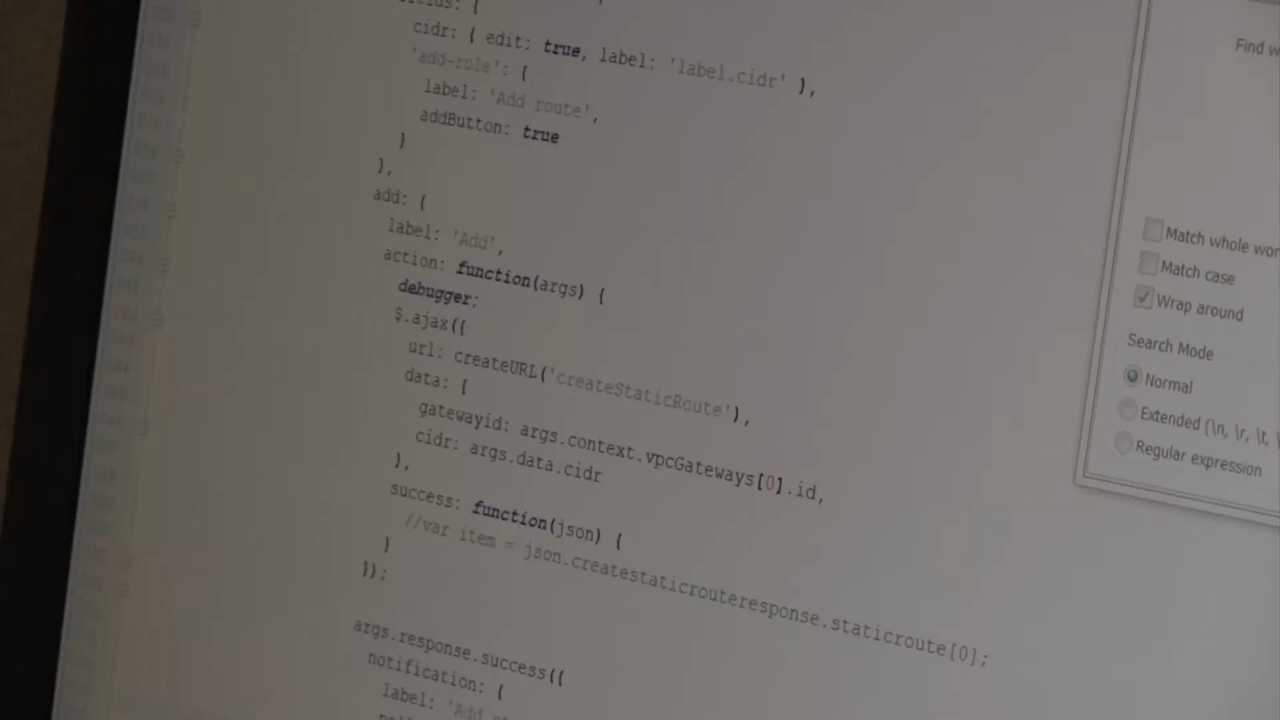 cidr: { edit: true, label: 'label.cidr' },
'add-rule': {
label: 'Add route',
addButton: true
}
},
add: {
label: 'Add',
action: function(args) {
debugger;
$.ajax({
url: createURL('createStaticRoute'),
data: {
gatewayid: args.context.vpcGateways[0].id,
cidr: args.data.cidr
},
success: function(json) {
//var item = json.createstaticrouteresponse.staticroute[0];
}
});
args.response.success({
notification: {
label: 'Add
Find
Match whole
Match case
Wrap around
Search Mode
Normal
Extended (\n, \r, \t,
Regular expression